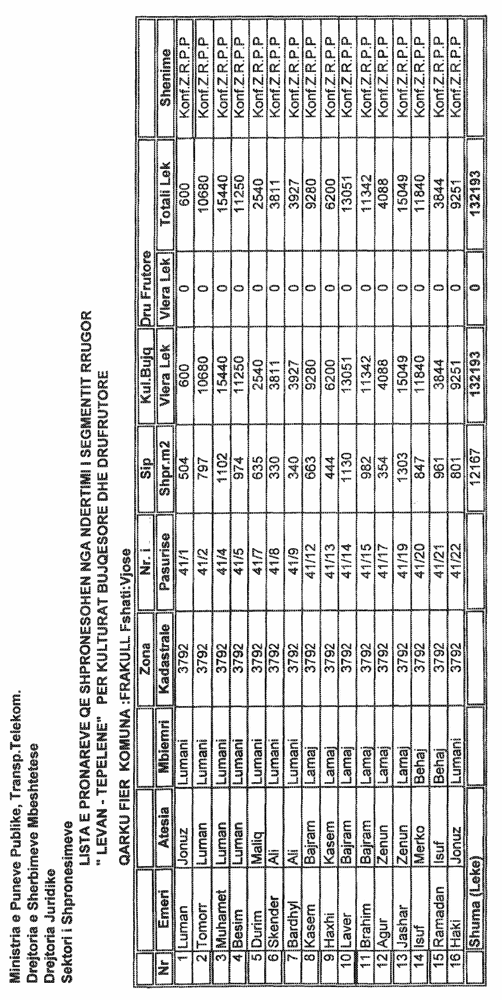 Ministria e Puneve Publike, Transp.Telekom.
Drejtoria e Sherbimeve Mbeshtetese
Drejtoria Juridike
Sektori i Shpronesimeve
LISTA E PRONAREVE QE SHPRONESOHEN NGA NDERTIMI I SEGMENTIT RRUGOR
" LEVAN - TEPELENE" PER KULTURAT BUJQESORE DHE DRUFRUTORE
QARKU FIER KOMUNA :FRAKULL Fshati:Vjose
Zona Nr. i Sip Kul.Bujq Dru Frutore
Nr Emeri Atesia Mbiemri Kadastrale Pasurise Shpr.m2 Vlera Lek Vlera Lek Totali Lek Shenime
1 Luman Jonuz Lumani 3792 41/1 504 600 0 600 Konf.Z.R.P.P
2 Tomorr Luman Lumani 3792 41/2 797 10680 0 10680 Konf.Z.R.P.P
3 Muhamet Luman Lumani 3792 41/4 1102 15440 0 15440 Konf.Z.R.P.P
4 Besim Luman Lumani 3792 41/5 974 11250 0 11250 Konf.Z.R.P.P
5 Durim Maliq Lumani 3792 41/7 635 2540 0 2540 Konf.Z.R.P.P
6 Skender Ali Lumani 3792 41/8 330 3811 0 3811 Konf.Z.R.P.P
7 Bardhyl Ali Lumani 3792 41/9 340 3927 0 3927 Konf.Z.R.P.P
8 Kasem Bajram Lamaj 3792 41/12 663 9280 0 9280 Konf.Z.R.P.P
9 Haxhi Kasem Lamaj 3792 41/13 444 6200 0 6200 Konf.Z.R.P.P
10 Laver Bajram Lamaj 3792 41/14 1130 13051 0 13051 Konf.Z.R.P.P
11 Brahim Bajram Lamaj 3792 41/15 982 11342 0 11342 Konf.Z.R.P.P
12 Agur Zenun Lamaj 3792 41/17 354 4088 0 4088 Konf.Z.R.P.P
13 Jashar Zenun Lamaj 3792 41/19 1303 15049 0 15049 Konf.Z.R.P.P
14 Isuf Merko Behaj 3792 41/20 847 11840 0 11840 Konf.Z.R.P.P
15 Ramadan Isuf Behaj 3792 41/21 961 3844 0 3844 Konf.Z.R.P.P
16 Haki Jonuz Lumani 3792 41/22 801 9251 0 9251 Konf.Z.R.P.P
Shuma (Leke) 12167 132193 0 132193